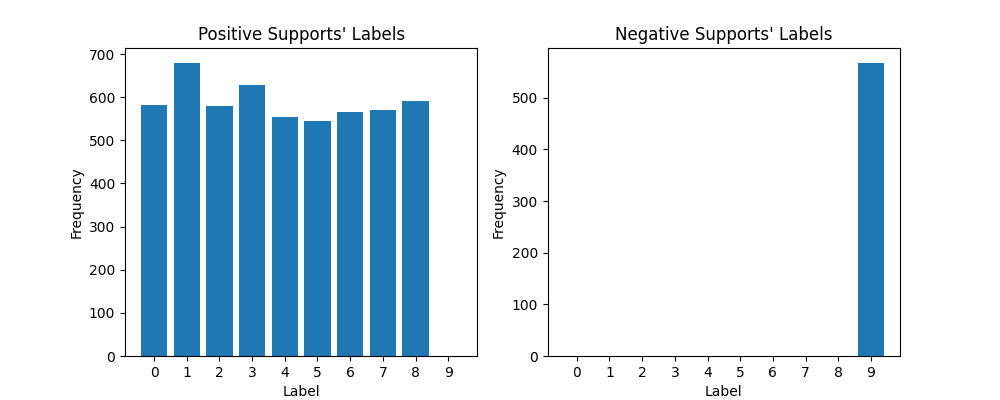 Positive Supports' Labels
700
600
500
400
300
200
100
0
Frequency
0 1 2 3 4 5 6 7 8 9
Label
Negative Supports' Labels
500
400
300
200
100
0
Frequency
0 1 2 3 4 5 6 7 8 9
Label